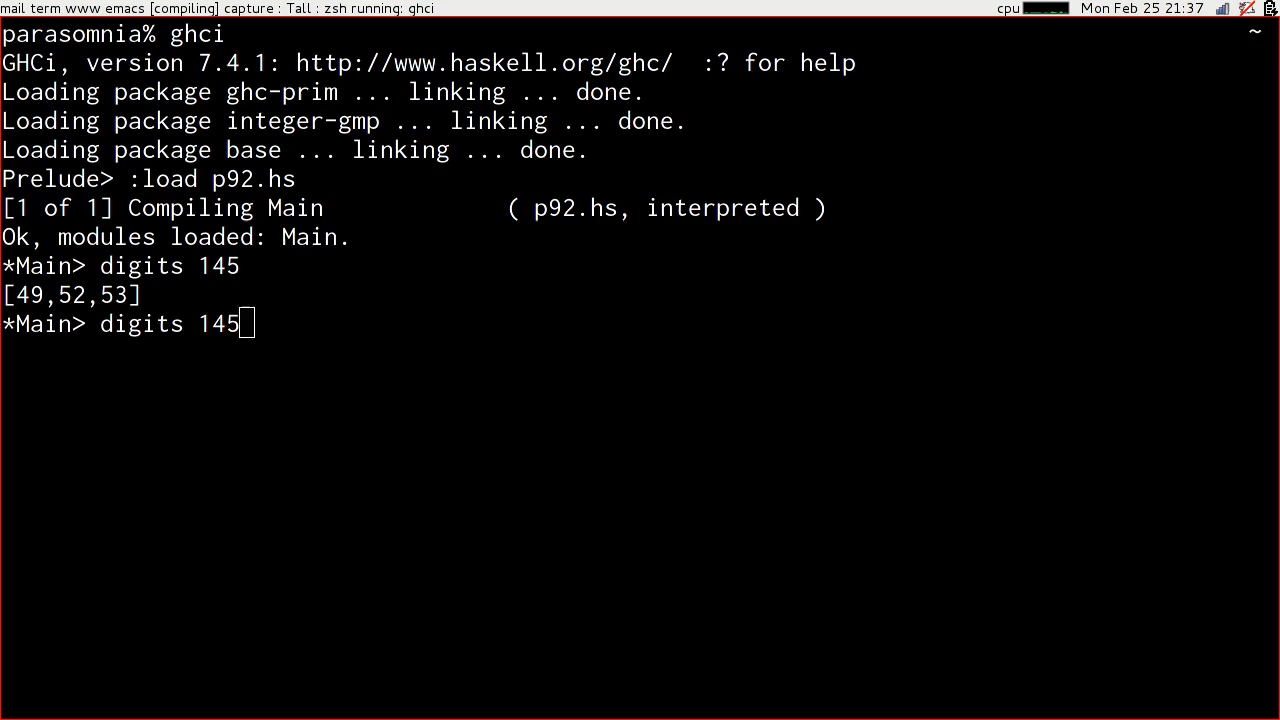 mail term www emacs [compiling] capture : Tall : zsh running: ghci cpu Mon Feb 25 21:37
parasomnia% ghci ~
GHCi, version 7.4.1: http://www.haskell.org/ghc/  :? for help
Loading package ghc-prim ... linking ... done.
Loading package integer-gmp ... linking ... done.
Loading package base ... linking ... done.
Prelude> :load p92.hs
[1 of 1] Compiling Main             ( p92.hs, interpreted )
Ok, modules loaded: Main.
*Main> digits 145
[49,52,53]
*Main> digits 145